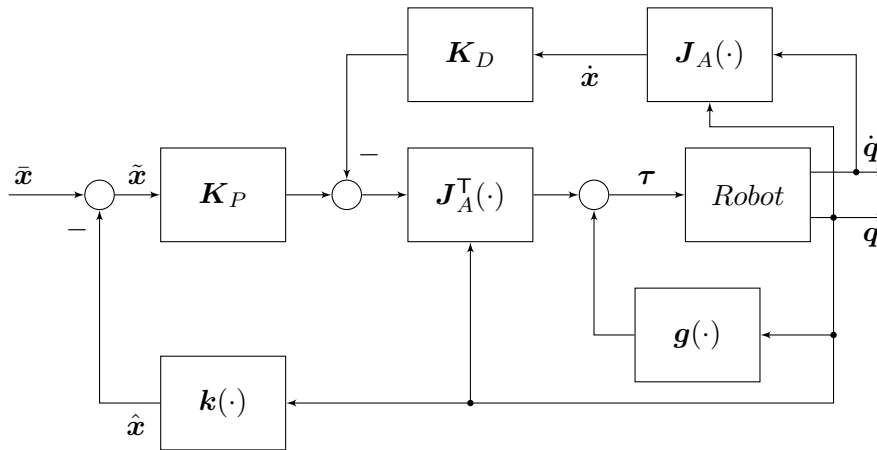 K_D
ẋ
J_A(·)
−
x̄
x̃
−
K_P
J_A^T(·)
τ
Robot
q̇
q
g(·)
x̂
k(·)